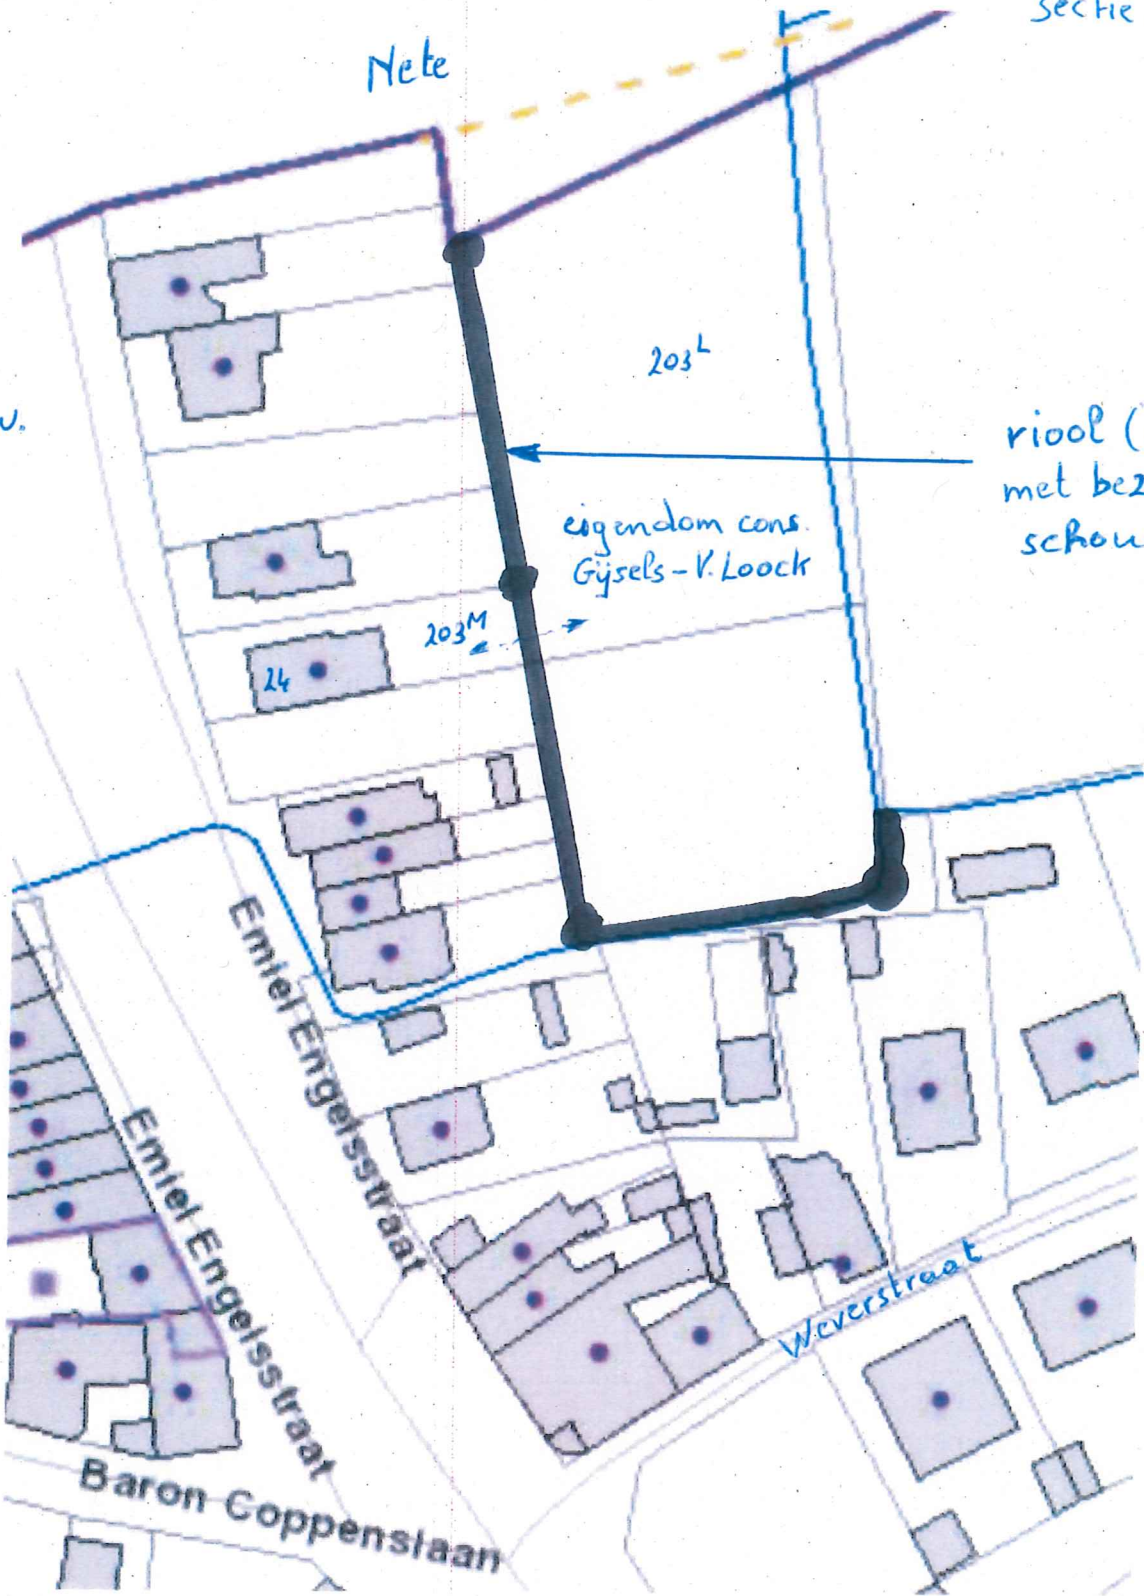 sectie
Nete
203L
riool (
met bez
schou
eigendom cons.
Gijsels - V. Loock
203M
24
Emiel Engelsstraat
Emiel Engelsstraat
Weverstraat
Baron Coppenslaan